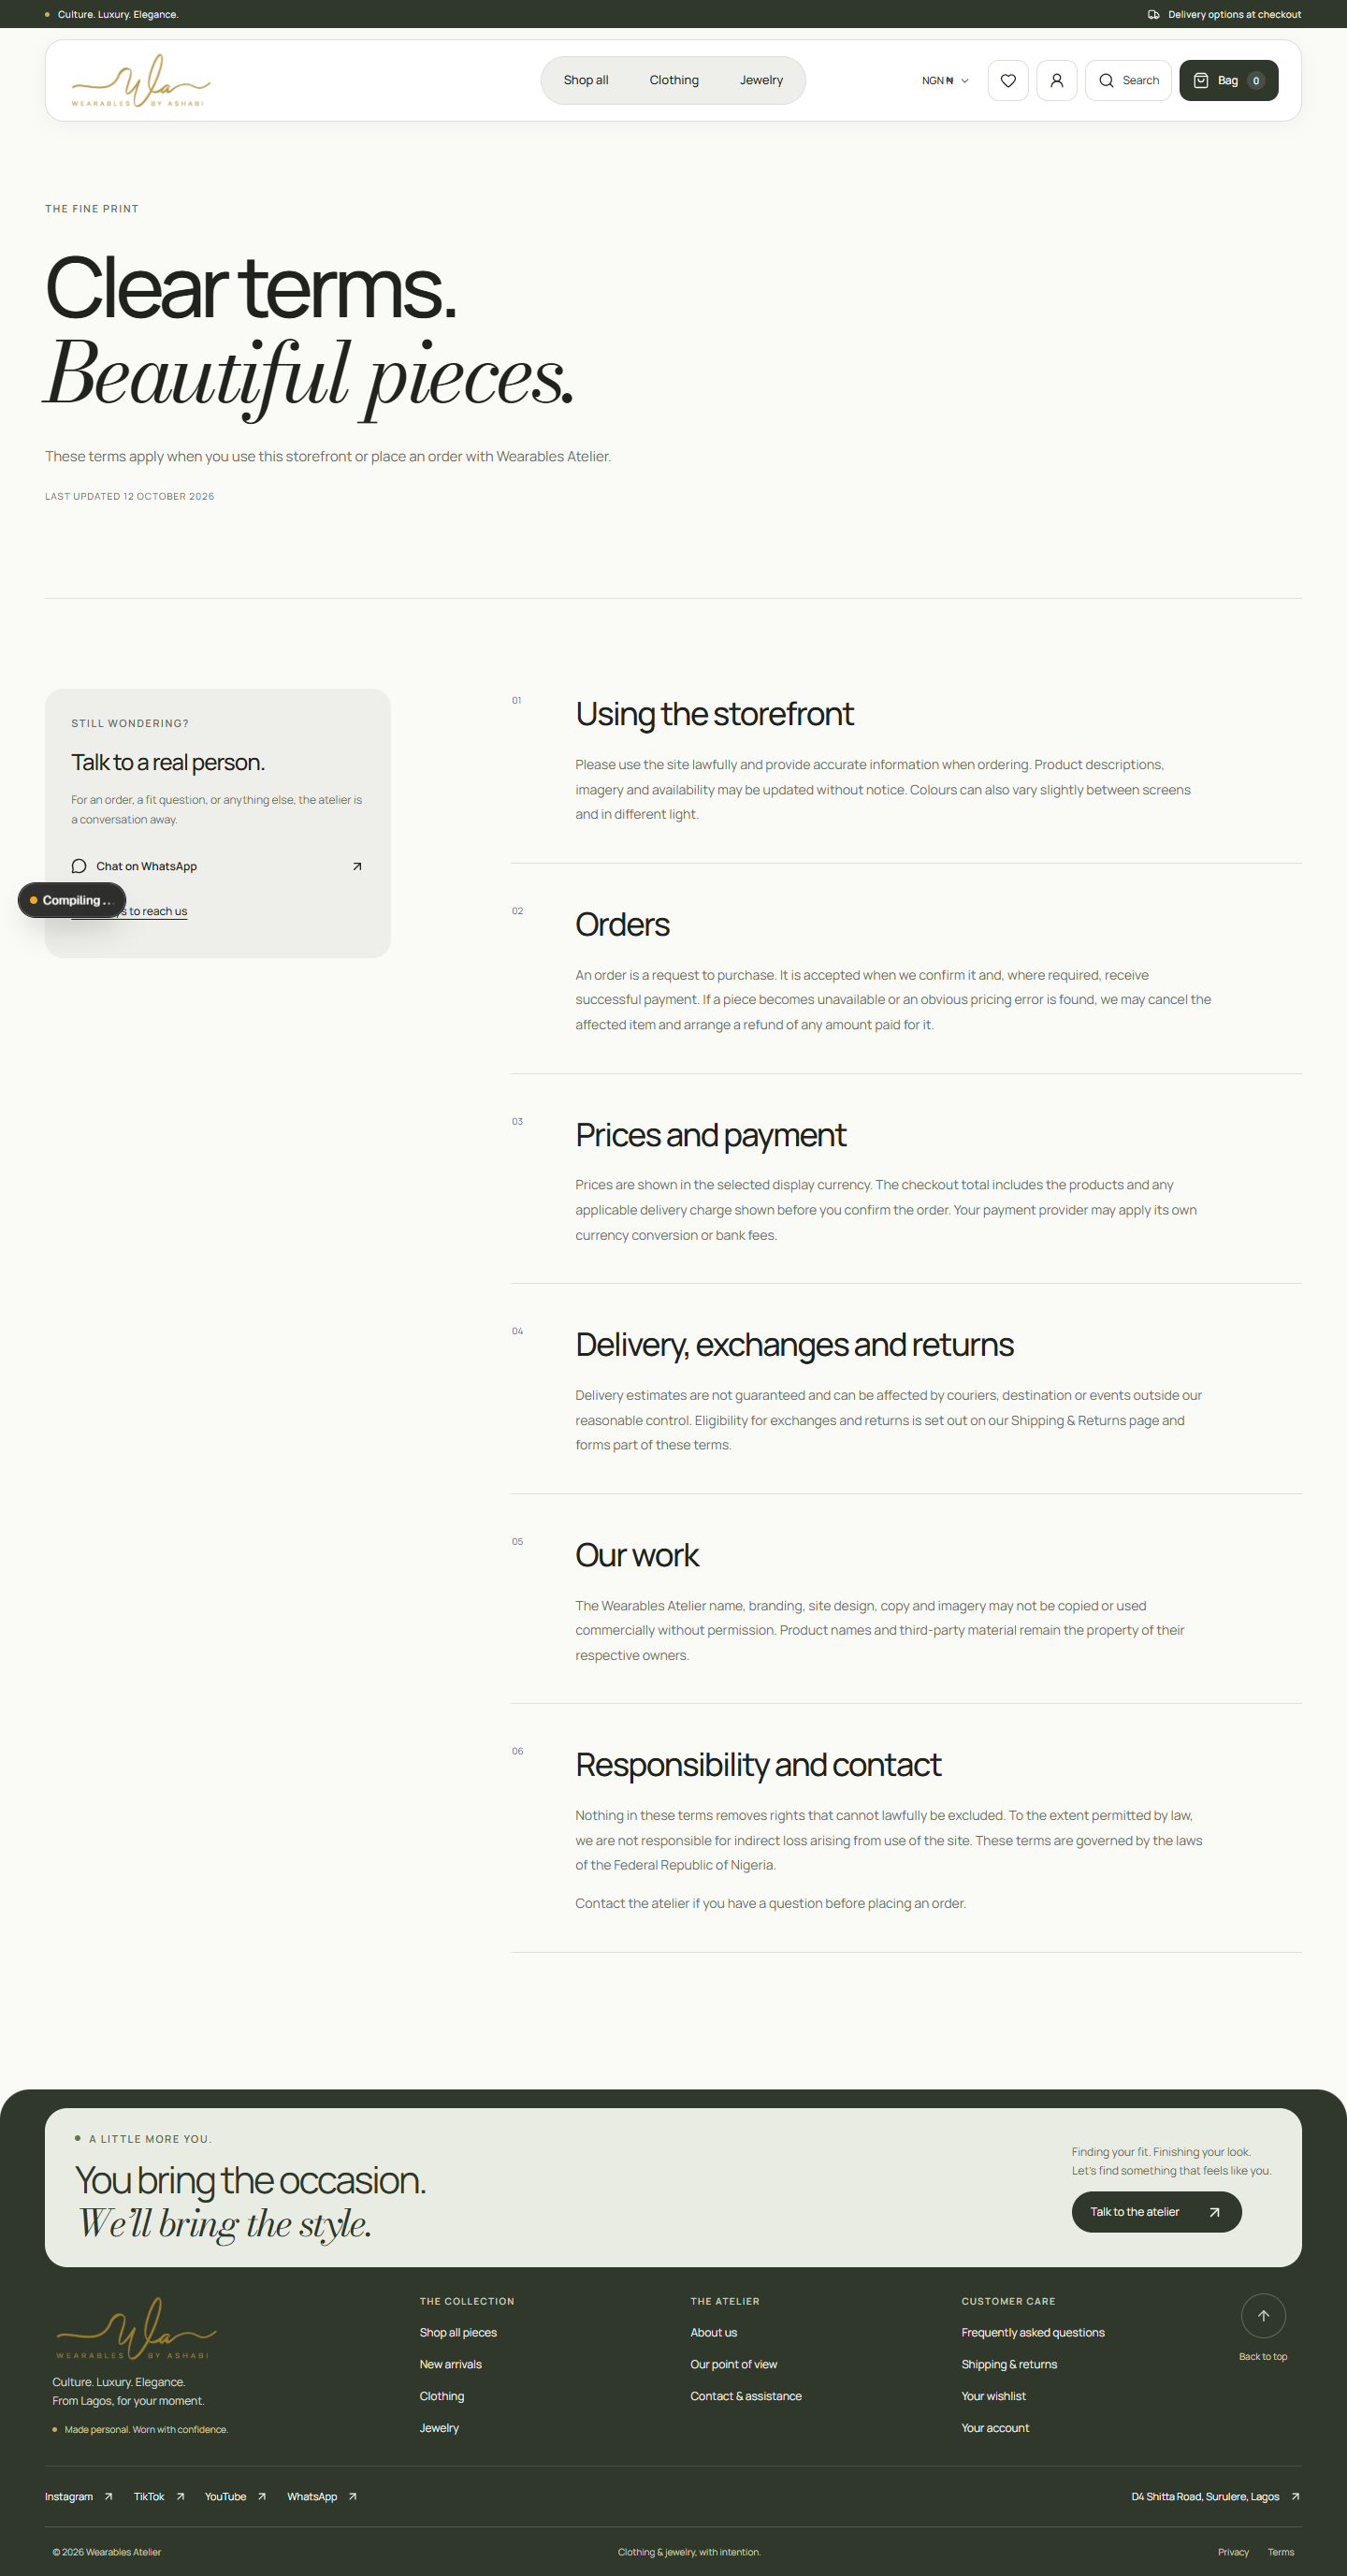 Culture. Luxury. Elegance.
Delivery options at checkout
Wa
WEARABLES BY ASHABI
Shop all
Clothing
Jewelry
NGN ₦
Search
Bag
0
THE FINE PRINT
Clear terms.
Beautiful pieces.
These terms apply when you use this storefront or place an order with Wearables Atelier.
LAST UPDATED 12 OCTOBER 2026
STILL WONDERING?
Talk to a real person.
For an order, a fit question, or anything else, the atelier is
a conversation away.
Chat on WhatsApp
Compiling ...
to reach us
01
Using the storefront
Please use the site lawfully and provide accurate information when ordering. Product descriptions,
imagery and availability may be updated without notice. Colours can also vary slightly between screens
and in different light.
02
Orders
An order is a request to purchase. It is accepted when we confirm it and, where required, receive
successful payment. If a piece becomes unavailable or an obvious pricing error is found, we may cancel the
affected item and arrange a refund of any amount paid for it.
03
Prices and payment
Prices are shown in the selected display currency. The checkout total includes the products and any
applicable delivery charge shown before you confirm the order. Your payment provider may apply its own
currency conversion or bank fees.
04
Delivery, exchanges and returns
Delivery estimates are not guaranteed and can be affected by couriers, destination or events outside our
reasonable control. Eligibility for exchanges and returns is set out on our Shipping & Returns page and
forms part of these terms.
05
Our work
The Wearables Atelier name, branding, site design, copy and imagery may not be copied or used
commercially without permission. Product names and third-party material remain the property of their
respective owners.
06
Responsibility and contact
Nothing in these terms removes rights that cannot lawfully be excluded. To the extent permitted by law,
we are not responsible for indirect loss arising from use of the site. These terms are governed by the laws
of the Federal Republic of Nigeria.
Contact the atelier if you have a question before placing an order.
A LITTLE MORE YOU.
You bring the occasion.
We’ll bring the style.
Finding your fit. Finishing your look.
Let's find something that feels like you.
Talk to the atelier
Wa
WEARABLES BY ASHABI
Culture. Luxury. Elegance.
From Lagos, for your moment.
Made personal. Worn with confidence.
THE COLLECTION
Shop all pieces
New arrivals
Clothing
Jewelry
THE ATELIER
About us
Our point of view
Contact & assistance
CUSTOMER CARE
Frequently asked questions
Shipping & returns
Your wishlist
Your account
Back to top
Instagram
TikTok
YouTube
WhatsApp
D4 Shitta Road, Surulere, Lagos
© 2026 Wearables Atelier
Clothing & jewelry, with intention.
Privacy
Terms